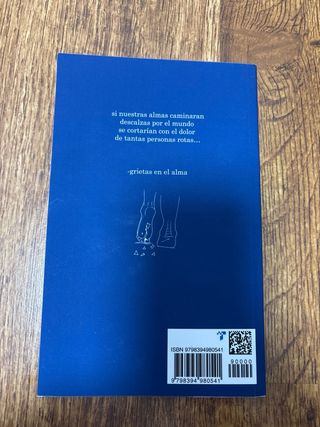 si nuestras almas caminaran
descalzas por el mundo
se cortarían con el dolor
de tantas personas rotas...
-grietas en el alma
ISBN 9798394980541
90000
9 798394 980541